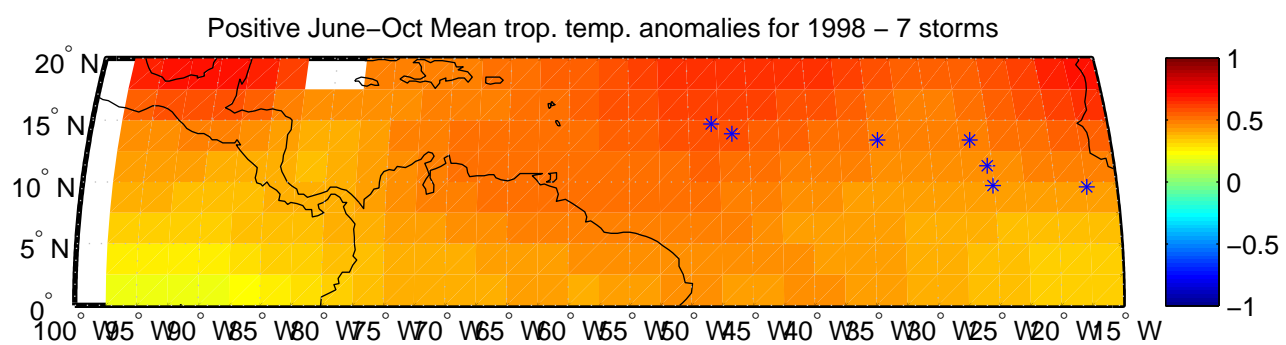 Positive June−Oct Mean trop. temp. anomalies for 1998 − 7 storms
20° N
15° N
10° N
5° N
0°
100° W 95° W 90° W 85° W 80° W 75° W 70° W 65° W 60° W 55° W 50° W 45° W 40° W 35° W 30° W 25° W 20° W 15° W
1
0.5
0
−0.5
−1